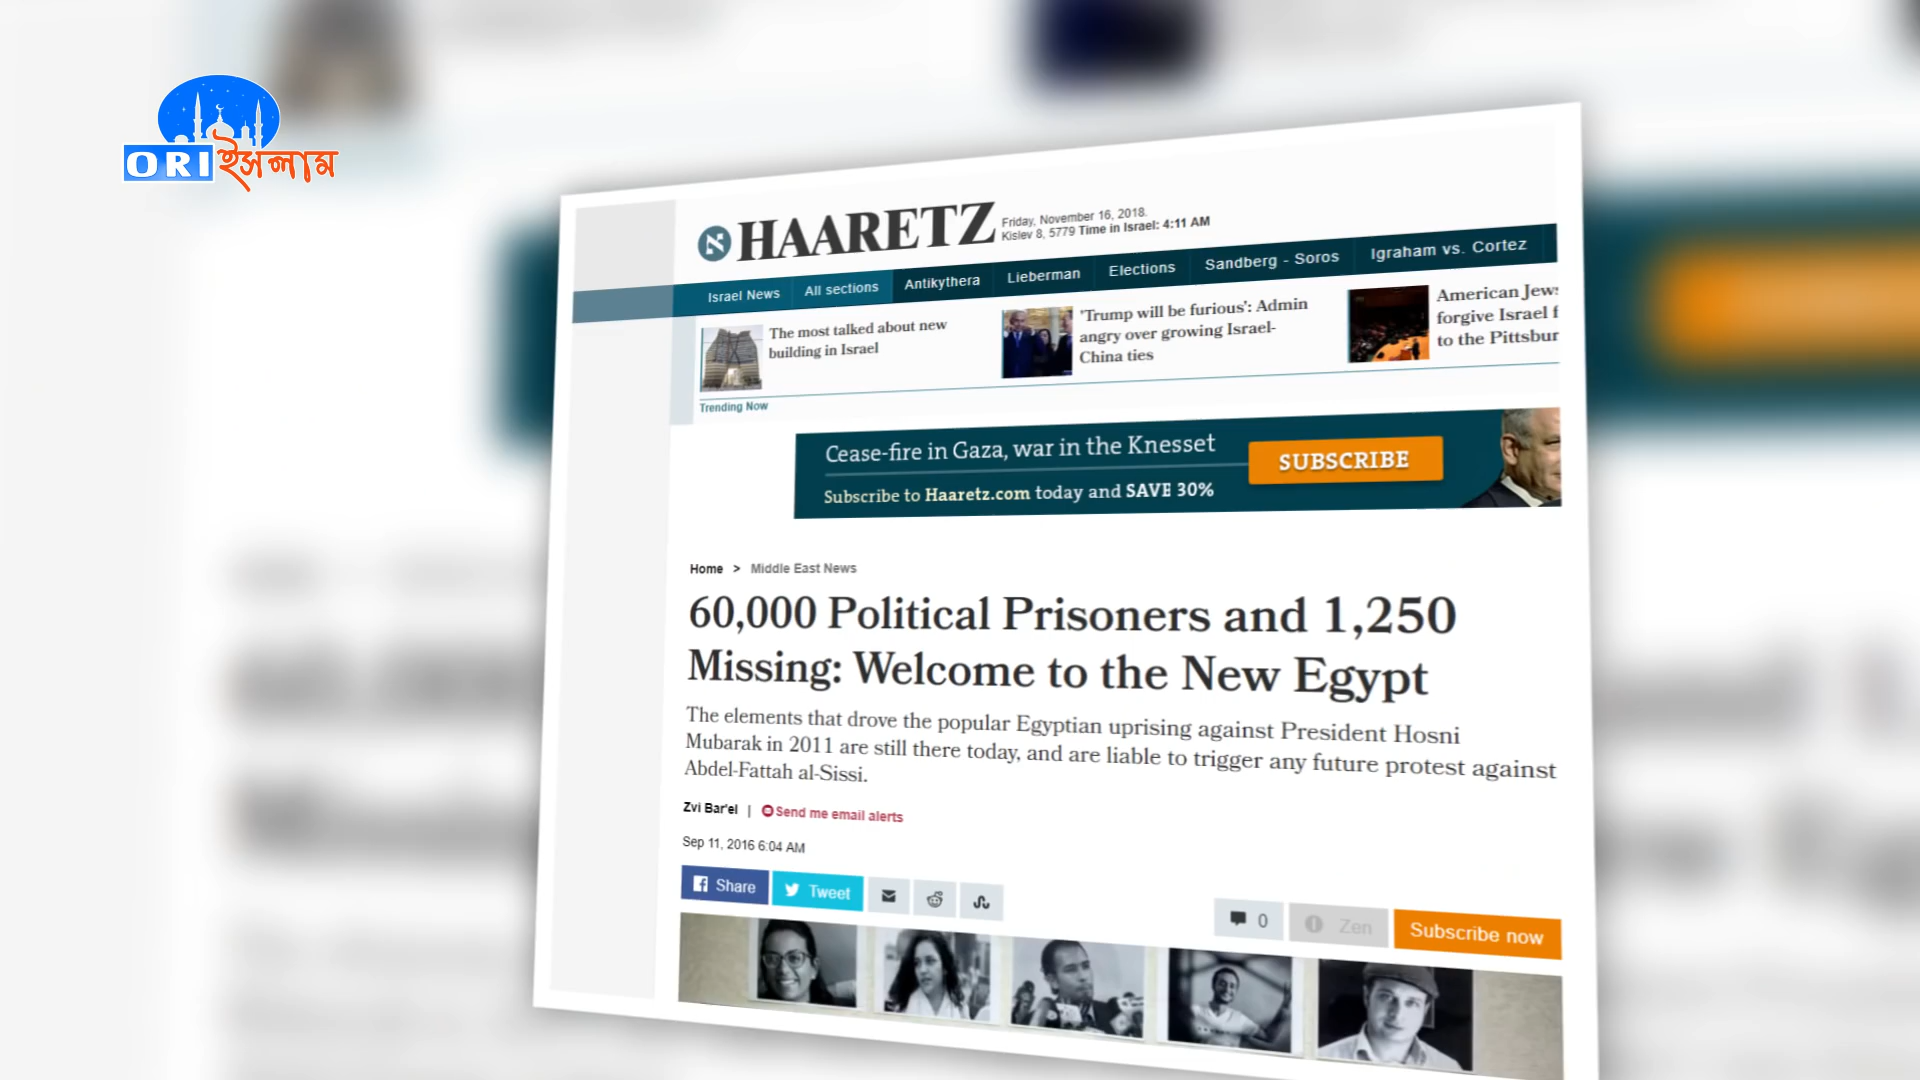 ORI ইসলাম
HAARETZ
Friday, November 16, 2018.
Kislev 8, 5779 Time in Israel: 4:11 AM
Israel News
All sections
Antikythera
Lieberman
Elections
Sandberg - Soros
Igraham vs. Cortez
The most talked about new
building in Israel
'Trump will be furious': Admin
angry over growing Israel-
China ties
American Jews
forgive Israel f
to the Pittsbur
Trending Now
Cease-fire in Gaza, war in the Knesset
Subscribe to Haaretz.com today and SAVE 30%
SUBSCRIBE
Home > Middle East News
60,000 Political Prisoners and 1,250
Missing: Welcome to the New Egypt
The elements that drove the popular Egyptian uprising against President Hosni
Mubarak in 2011 are still there today, and are liable to trigger any future protest against
Abdel-Fattah al-Sissi.
Zvi Bar'el | Send me email alerts
Sep 11, 2016 6:04 AM
Share
Tweet
0
Zen
Subscribe now